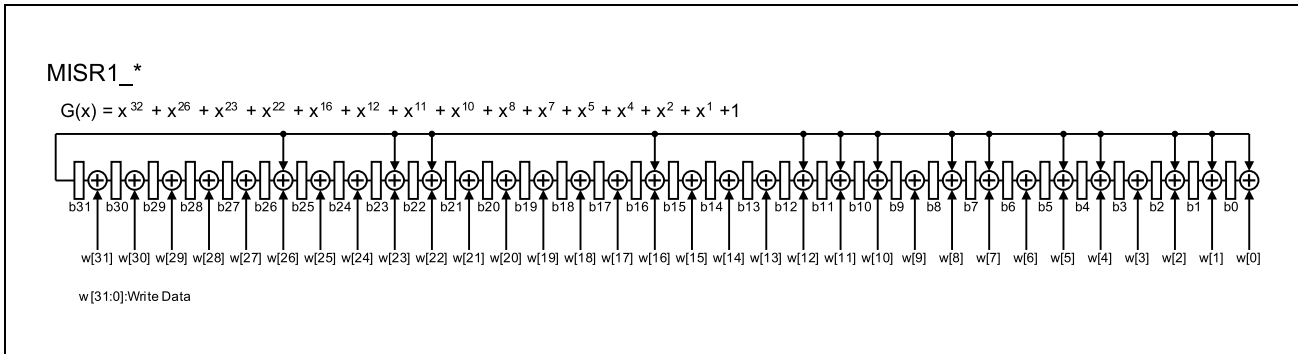 MISR1_*
G(x) = x³² + x²⁶ + x²³ + x²² + x¹⁶ + x¹² + x¹¹ + x¹⁰ + x⁸ + x⁷ + x⁵ + x⁴ + x² + x¹ +1
b31 b30 b29 b28 b27 b26 b25 b24 b23 b22 b21 b20 b19 b18 b17 b16 b15 b14 b13 b12 b11 b10 b9 b8 b7 b6 b5 b4 b3 b2 b1 b0
w[31] w[30] w[29] w[28] w[27] w[26] w[25] w[24] w[23] w[22] w[21] w[20] w[19] w[18] w[17] w[16] w[15] w[14] w[13] w[12] w[11] w[10] w[9] w[8] w[7] w[6] w[5] w[4] w[3] w[2] w[1] w[0]
w[31:0]:Write Data